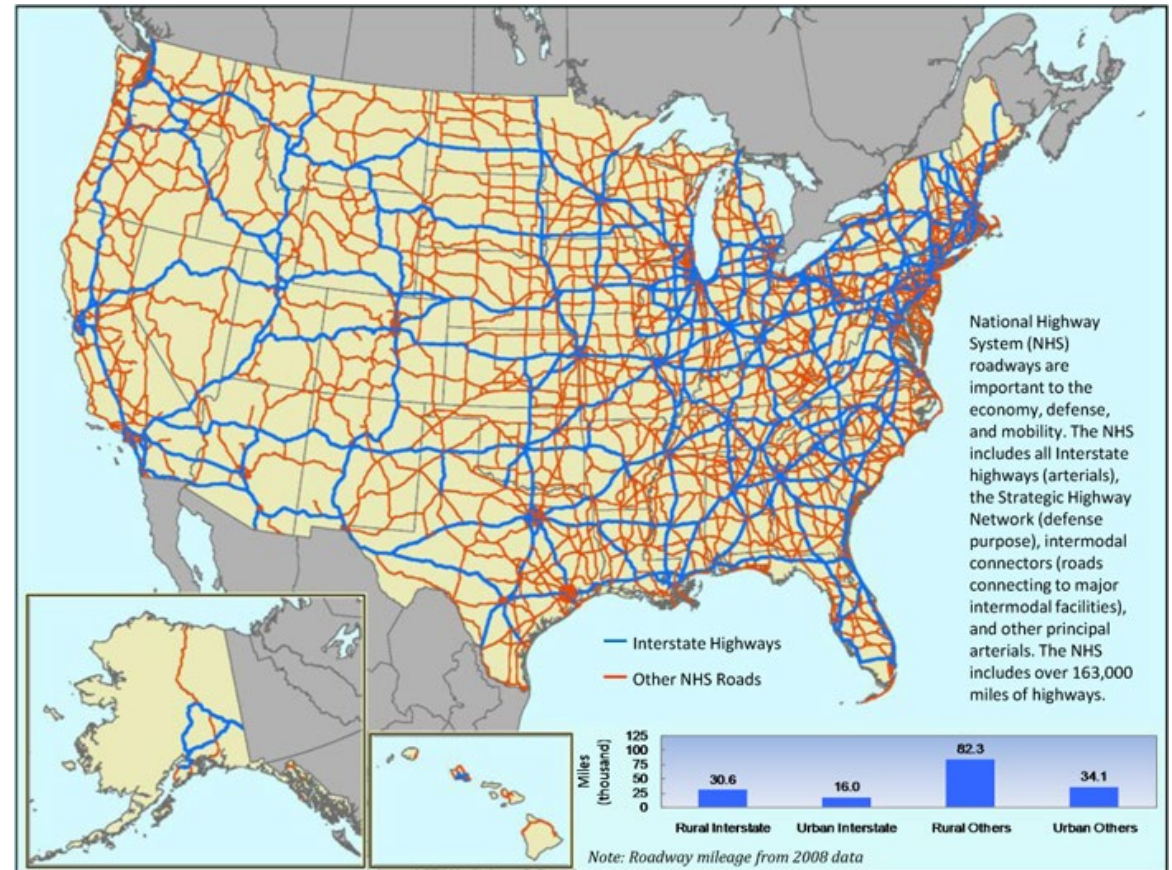 National Highway
System (NHS)
roadways are
important to the
economy, defense,
and mobility. The NHS
includes all Interstate
highways (arterials),
the Strategic Highway
Network (defense
purpose), intermodal
connectors (roads
connecting to major
intermodal facilities),
and other principal
arterials. The NHS
includes over 163,000
miles of highways.
Interstate Highways
Other NHS Roads
Miles
(thousand)
125
100
75
50
25
0
30.6
16.0
82.3
34.1
Rural Interstate
Urban Interstate
Rural Others
Urban Others
Note: Roadway mileage from 2008 data